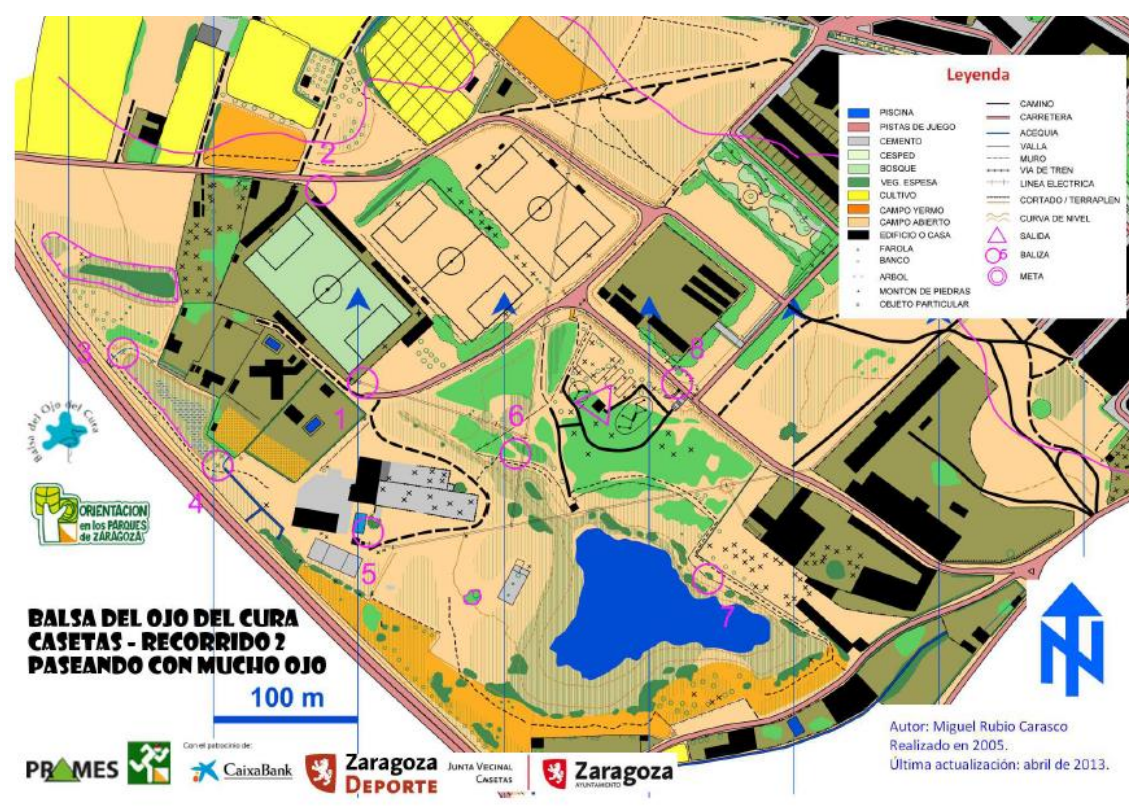 Leyenda
PISCINA
PISTAS DE JUEGO
CEMENTO
CESPED
BOSQUE
VEG. ESPESA
CULTIVO
CAMPO YERMO
CAMPO ABIERTO
EDIFICIO O CASA
FAROLA
BANCO
ARBOL
MONTON DE PIEDRAS
OBJETO PARTICULAR
CAMINO
CARRETERA
ACEQUIA
VALLA
MURO
VIA DE TREN
LINEA ELECTRICA
CORTADO / TERRAPLEN
CURVA DE NIVEL
SALIDA
5
BALIZA
META
2
3
8
1
6
4
5
7
Balsa del Ojo del Cura
ORIENTACION
en los PARQUES
de ZARAGOZA
BALSA DEL OJO DEL CURA
CASETAS - RECORRIDO 2
PASEANDO CON MUCHO OJO
100 m
N
Autor: Miguel Rubio Carasco
Realizado en 2005.
Última actualización: abril de 2013.
PRAMES
Con el patrocinio de:
CaixaBank
Zaragoza
DEPORTE
JUNTA VECINAL
CASETAS
Zaragoza
AYUNTAMIENTO